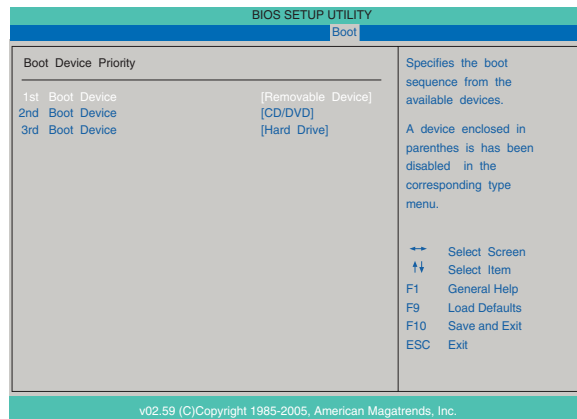 BIOS SETUP UTILITY
Boot
Boot Device Priority
1st Boot Device [Removable Device]
2nd Boot Device [CD/DVD]
3rd Boot Device [Hard Drive]
Specifies the boot
sequence from the
available devices.
A device enclosed in
parenthes is has been
disabled in the
corresponding type
menu.
↔ Select Screen
↑↓ Select Item
F1 General Help
F9 Load Defaults
F10 Save and Exit
ESC Exit
v02.59 (C)Copyright 1985-2005, American Magatrends, Inc.